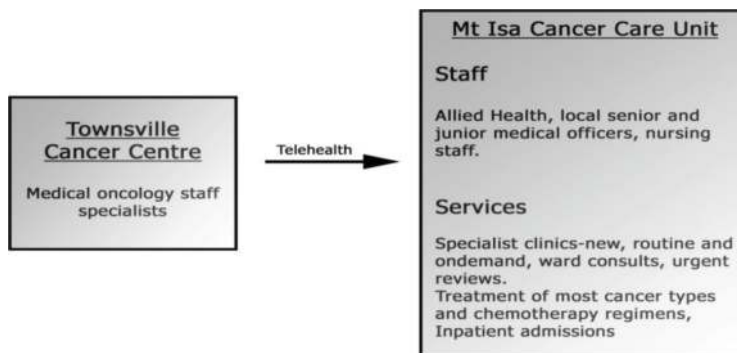 Townsville
Cancer Centre
Medical oncology staff
specialists
Telehealth
Mt Isa Cancer Care Unit
Staff
Allied Health, local senior and
junior medical officers, nursing
staff.
Services
Specialist clinics-new, routine and
ondemand, ward consults, urgent
reviews.
Treatment of most cancer types
and chemotherapy regimens,
Inpatient admissions